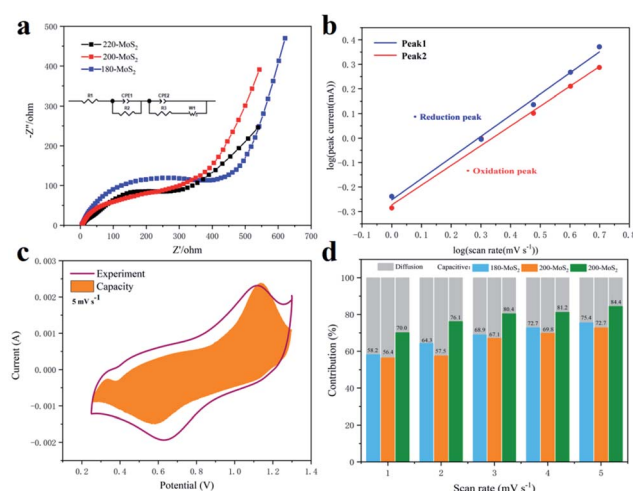 a
500
400
300
200
100
0
-Z''/ohm
220-MoS2
200-MoS2
180-MoS2
R1
CPE1
R2
CPE2
R3
W1
0 100 200 300 400 500 600 700
Z'/ohm
b
0.4
0.3
0.2
0.1
0.0
-0.1
-0.2
-0.3
log(peak current(mA)
Peak1
Peak2
Reduction peak
Oxidation peak
-0.1 0.0 0.1 0.2 0.3 0.4 0.5 0.6 0.7 0.8
log(scan rate(mV s-1))
c
0.003
0.002
0.001
0.000
-0.001
-0.002
Current (A)
Experiment
Capacity
5 mV s-1
0.2 0.4 0.6 0.8 1.0 1.2 1.4
Potential (V)
d
100
80
60
40
20
0
Contribution (%)
Diffusion Capacitive: 180-MoS2 200-MoS2 200-MoS2
58.2 56.4 70.0
64.3 57.5 76.1
68.9 67.1 80.4
72.7 69.8 81.2
75.4 72.7 84.4
1 2 3 4 5
Scan rate (mV s-1)